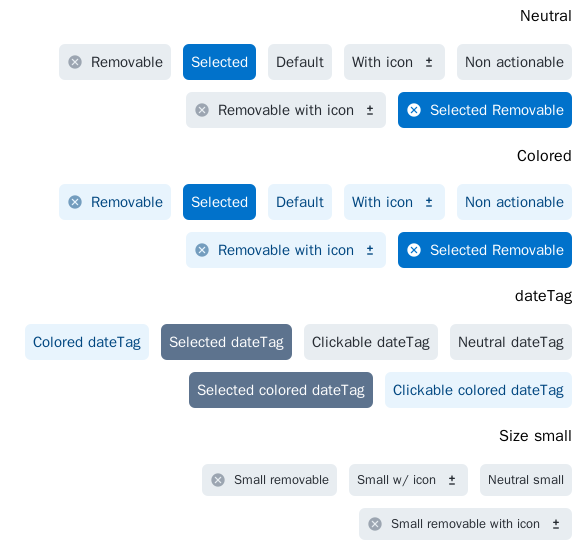 Neutral
Removable Selected Default With icon Non actionable
Removable with icon Selected Removable
Colored
Removable Selected Default With icon Non actionable
Removable with icon Selected Removable
dateTag
Colored dateTag Selected dateTag Clickable dateTag Neutral dateTag
Selected colored dateTag Clickable colored dateTag
Size small
Small removable Small w/ icon Neutral small
Small removable with icon